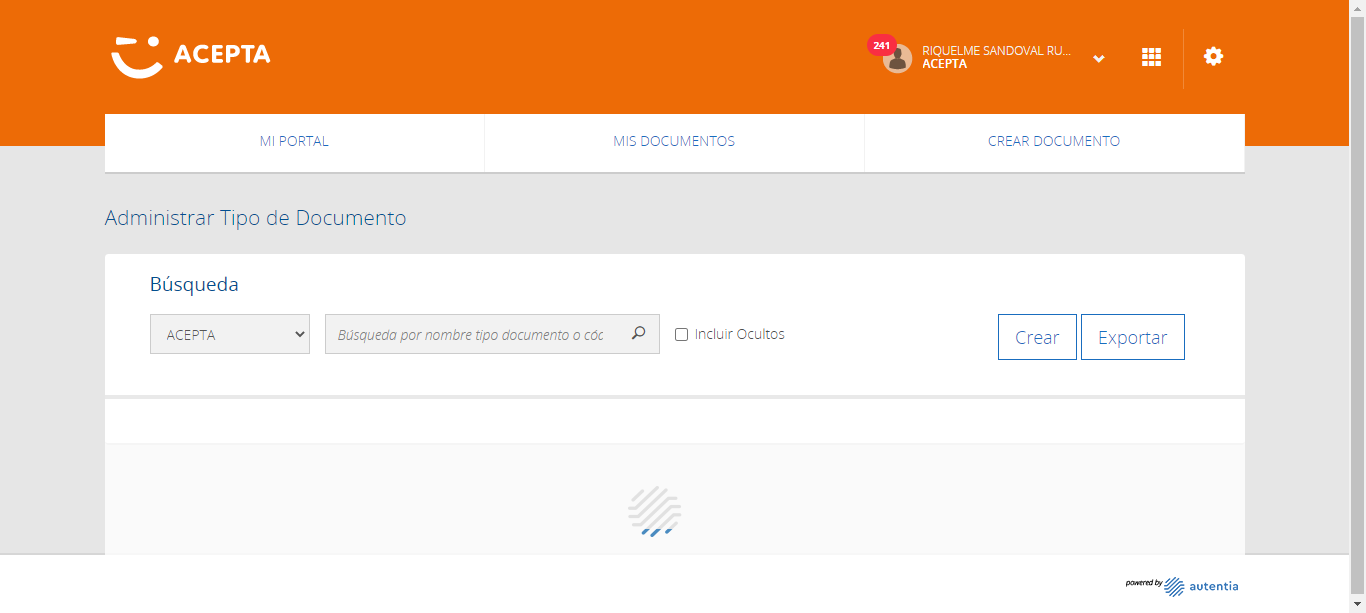 ACEPTA
241
RIQUELME SANDOVAL RU...
ACEPTA
MI PORTAL
MIS DOCUMENTOS
CREAR DOCUMENTO
Administrar Tipo de Documento
Búsqueda
ACEPTA
Búsqueda por nombre tipo documento o cóc
Incluir Ocultos
Crear
Exportar
powered by
autentia